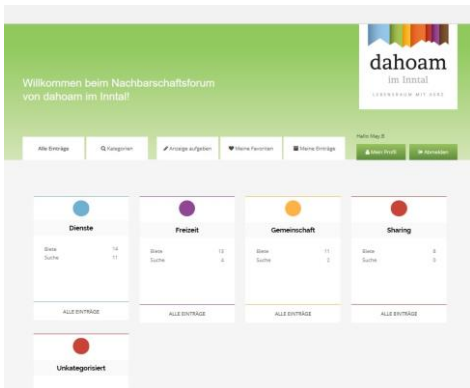 dahoam
im Inntal
LEBENSRAUM MIT HERZ
Willkommen beim Nachbarschaftsforum
von dahoam im Inntal!
Hallo May.B
Alle Einträge
Kategorien
Anzeige aufgeben
Meine Favoriten
Meine Einträge
Mein Profil
Abmelden
Dienste
Biete 14
Suche 11
ALLE EINTRÄGE
Freizeit
Biete 12
Suche 4
ALLE EINTRÄGE
Gemeinschaft
Biete 11
Suche 2
ALLE EINTRÄGE
Sharing
Biete 8
Suche 0
ALLE EINTRÄGE
Unkategorisiert